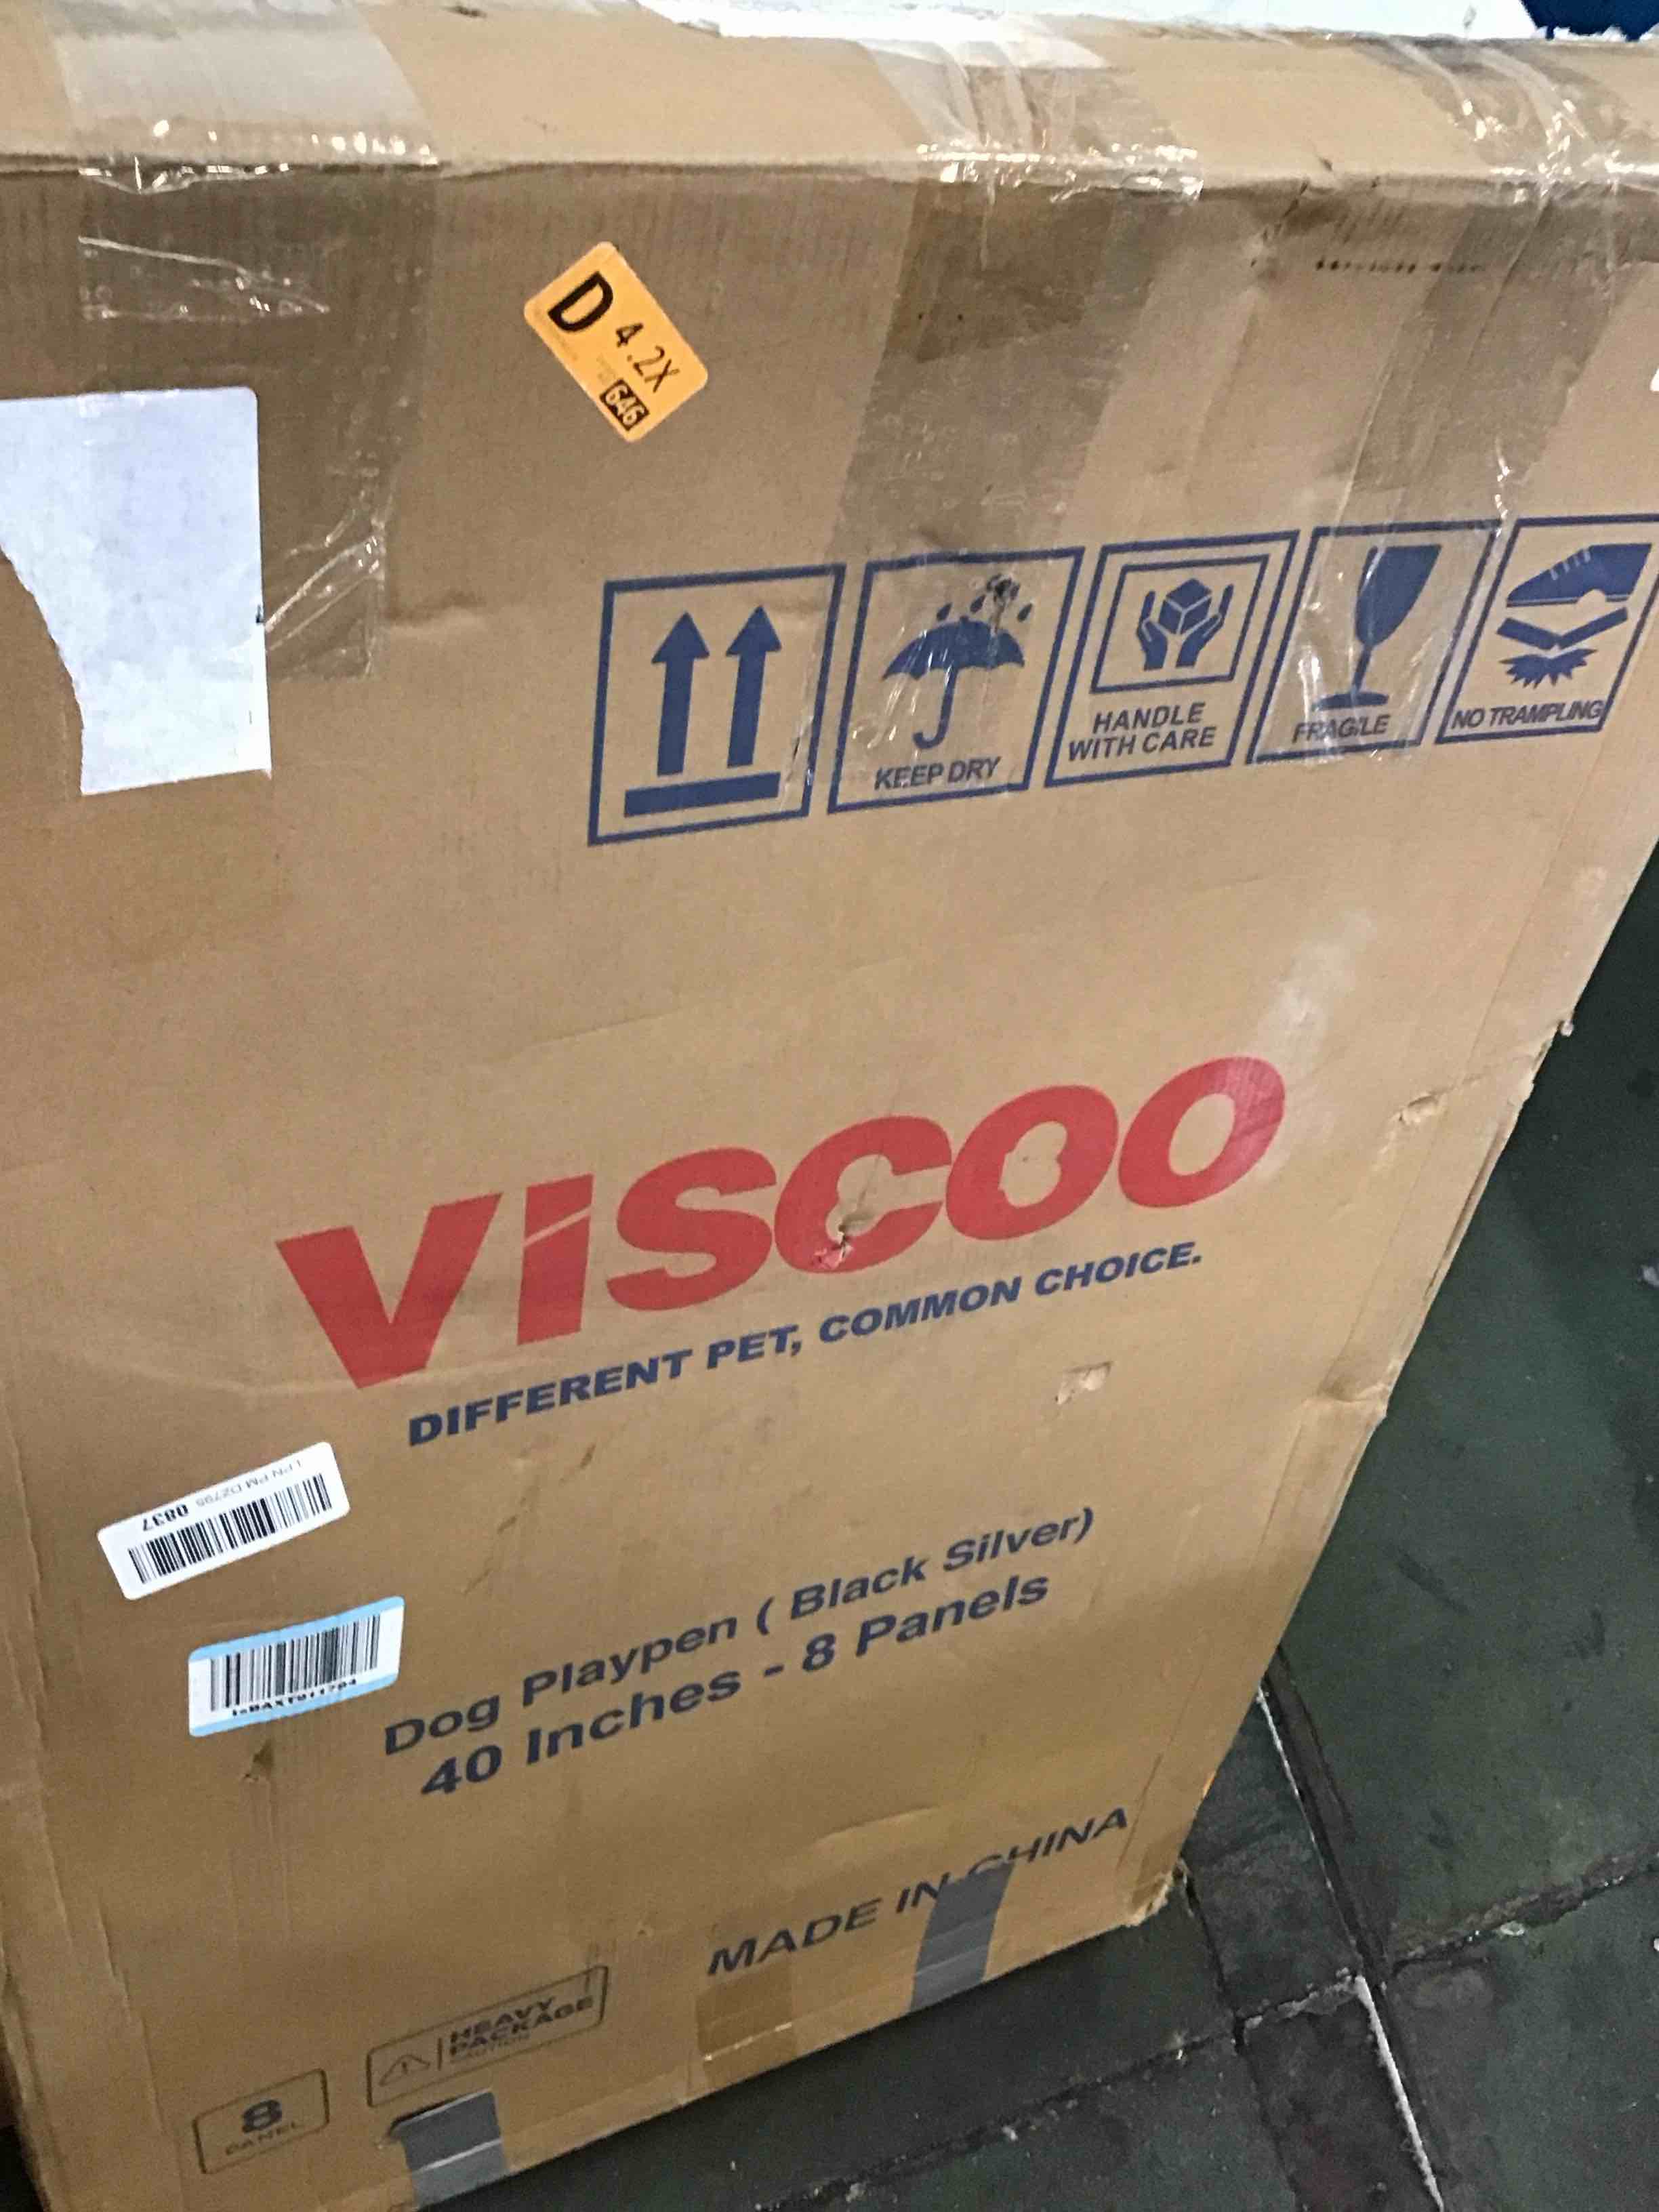 D 4.2X
646
KEEP DRY
HANDLE
WITH CARE
FRAGILE
NO TRAMPLING
VISCOO
DIFFERENT PET, COMMON CHOICE.
0837
Dog Playpen ( Black Silver)
40 Inches - 8 Panels
MADE IN CHINA
HEAVY
PACKAGE
8
PANEL